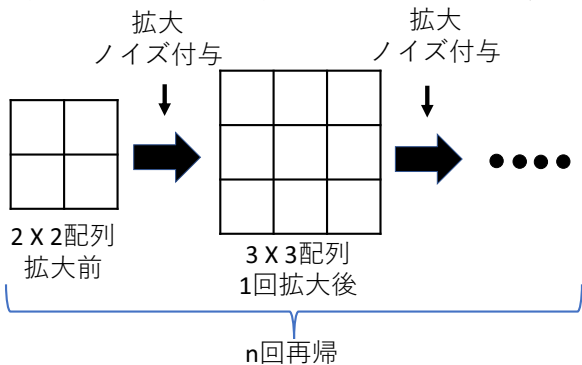 拡大
ノイズ付与
拡大
ノイズ付与
2 X 2配列
拡大前
3 X 3配列
1回拡大後
n回再帰